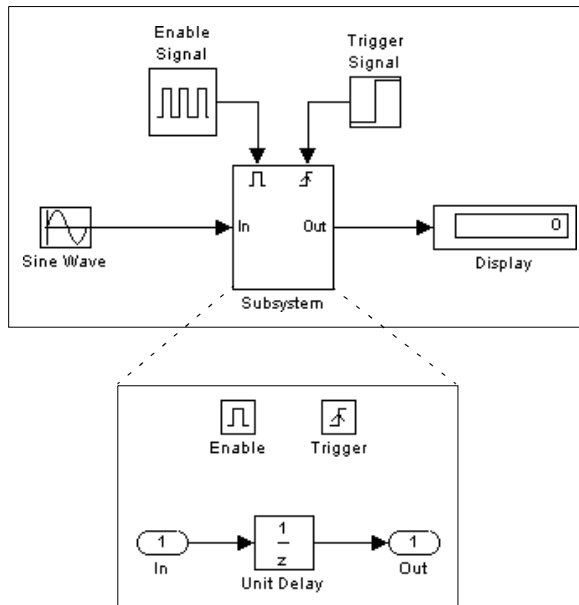 Enable
Signal
Trigger
Signal
In
Out
0
Sine Wave
Display
Subsystem
Enable
Trigger
1
1
z
1
In
Unit Delay
Out